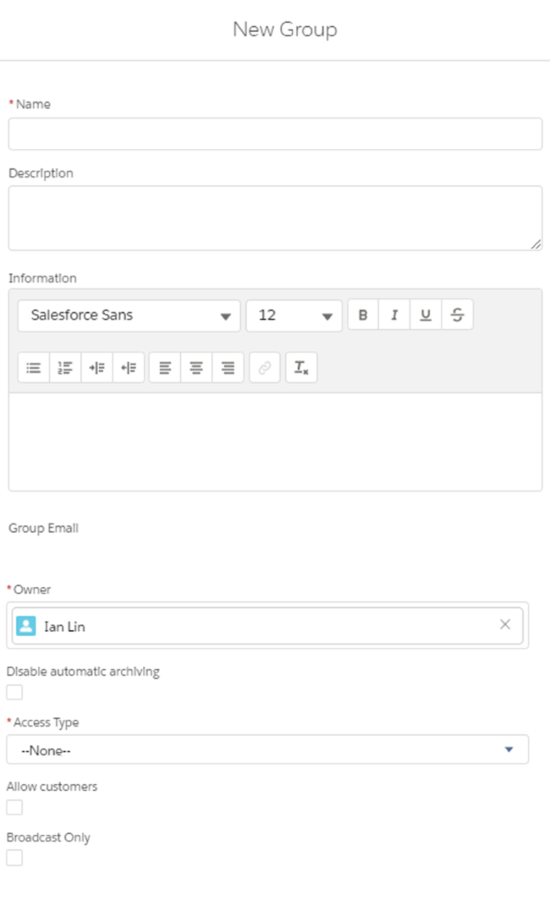 New Group
* Name
Description
Information
Salesforce Sans 12 B I U S
Group Email
* Owner
Ian Lin
Disable automatic archiving
* Access Type
--None--
Allow customers
Broadcast Only